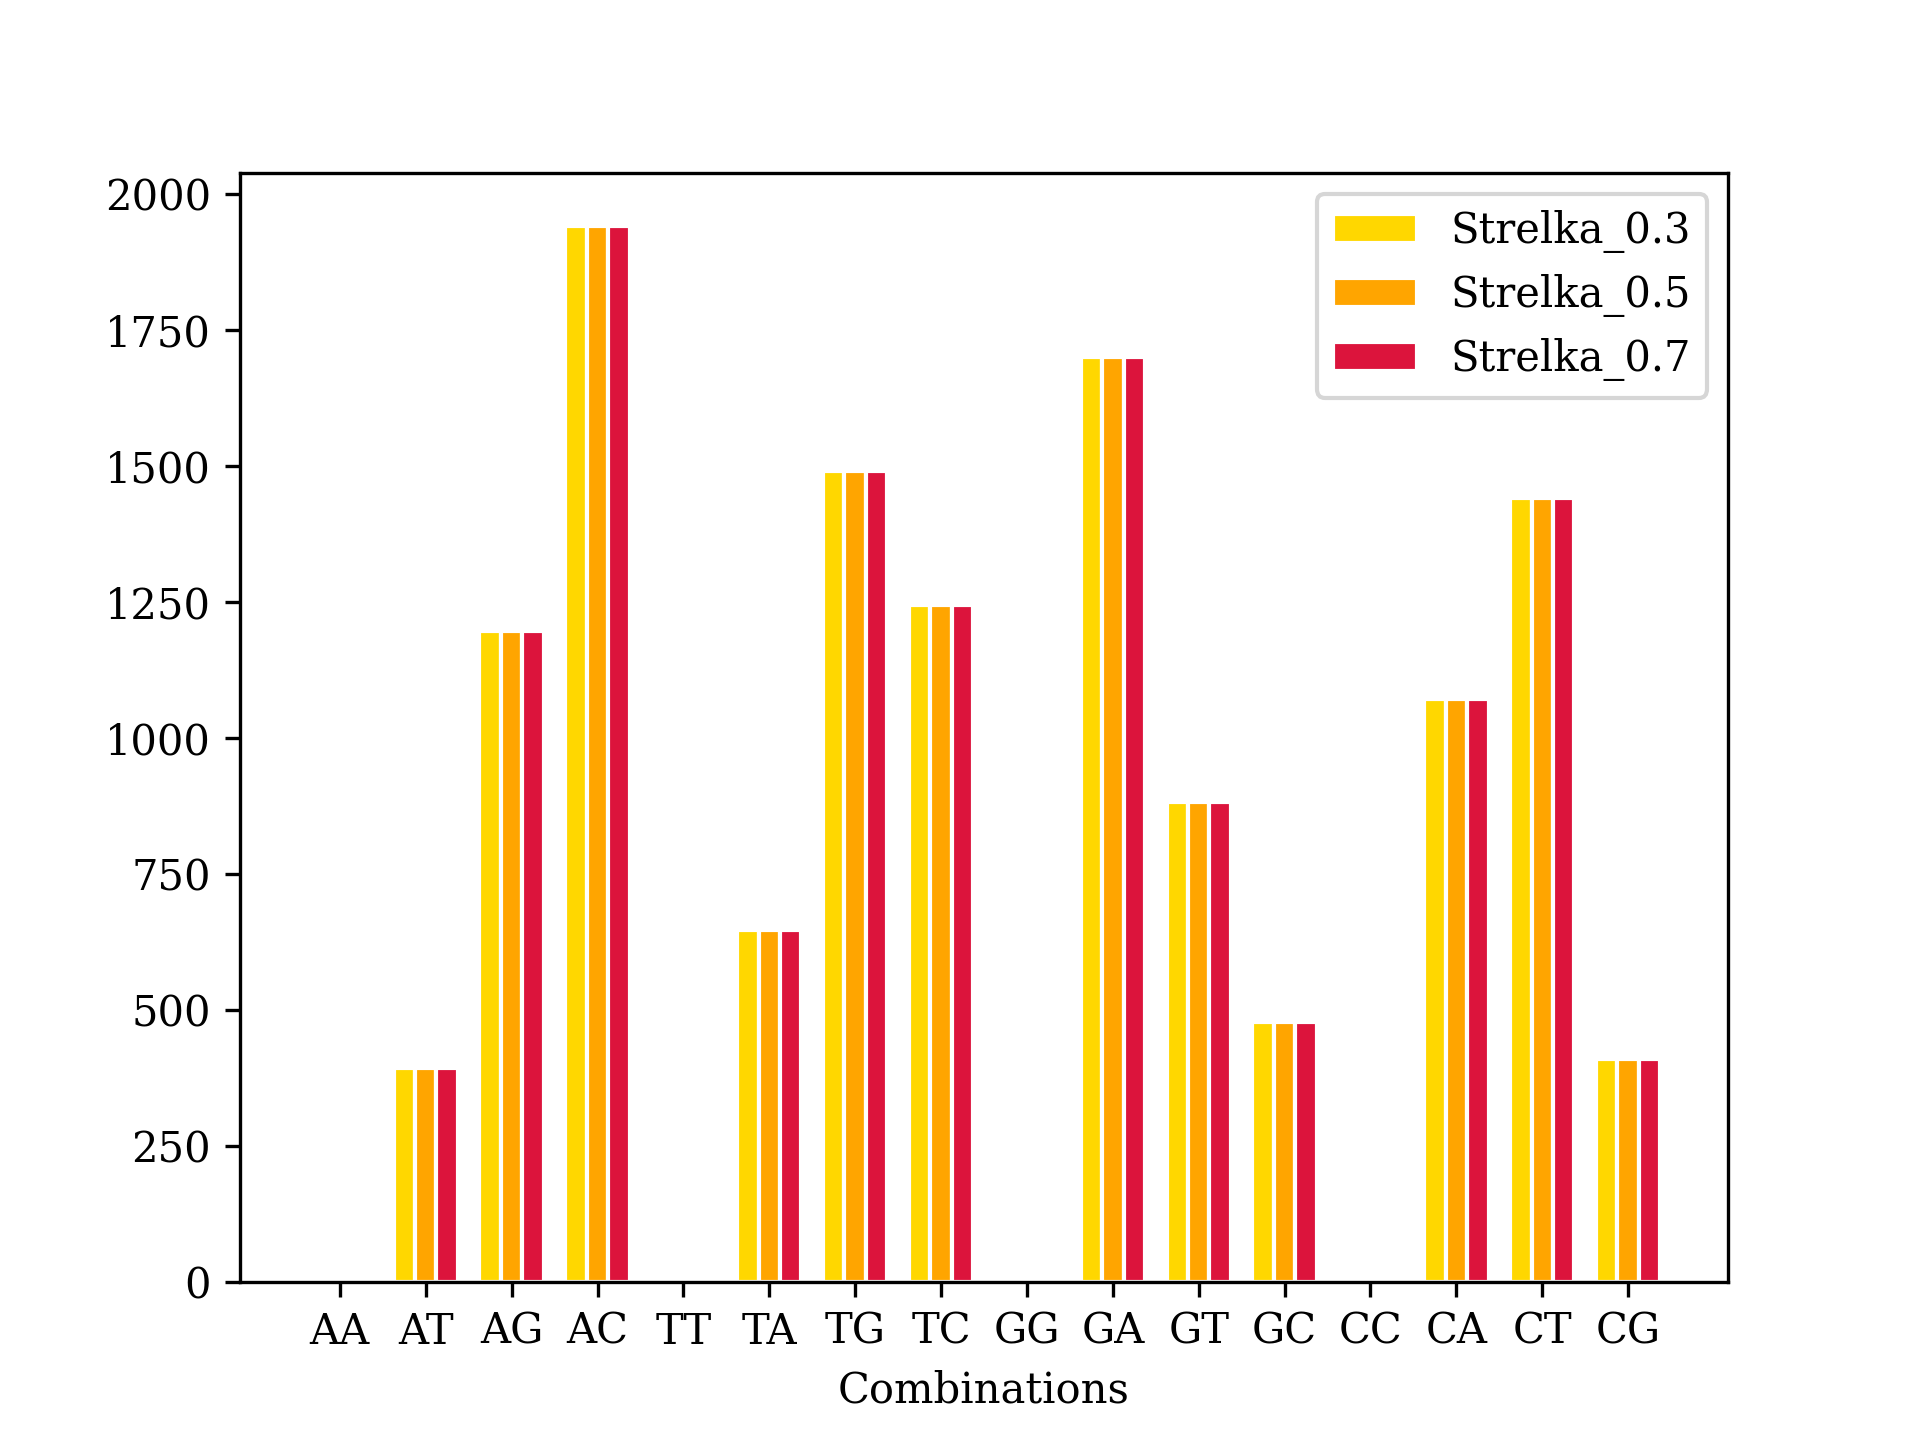 2000
1750
1500
1250
1000
750
500
250
0
Strelka_0.3
Strelka_0.5
Strelka_0.7
AA AT AG AC TT TA TG TC GG GA GT GC CC CA CT CG
Combinations